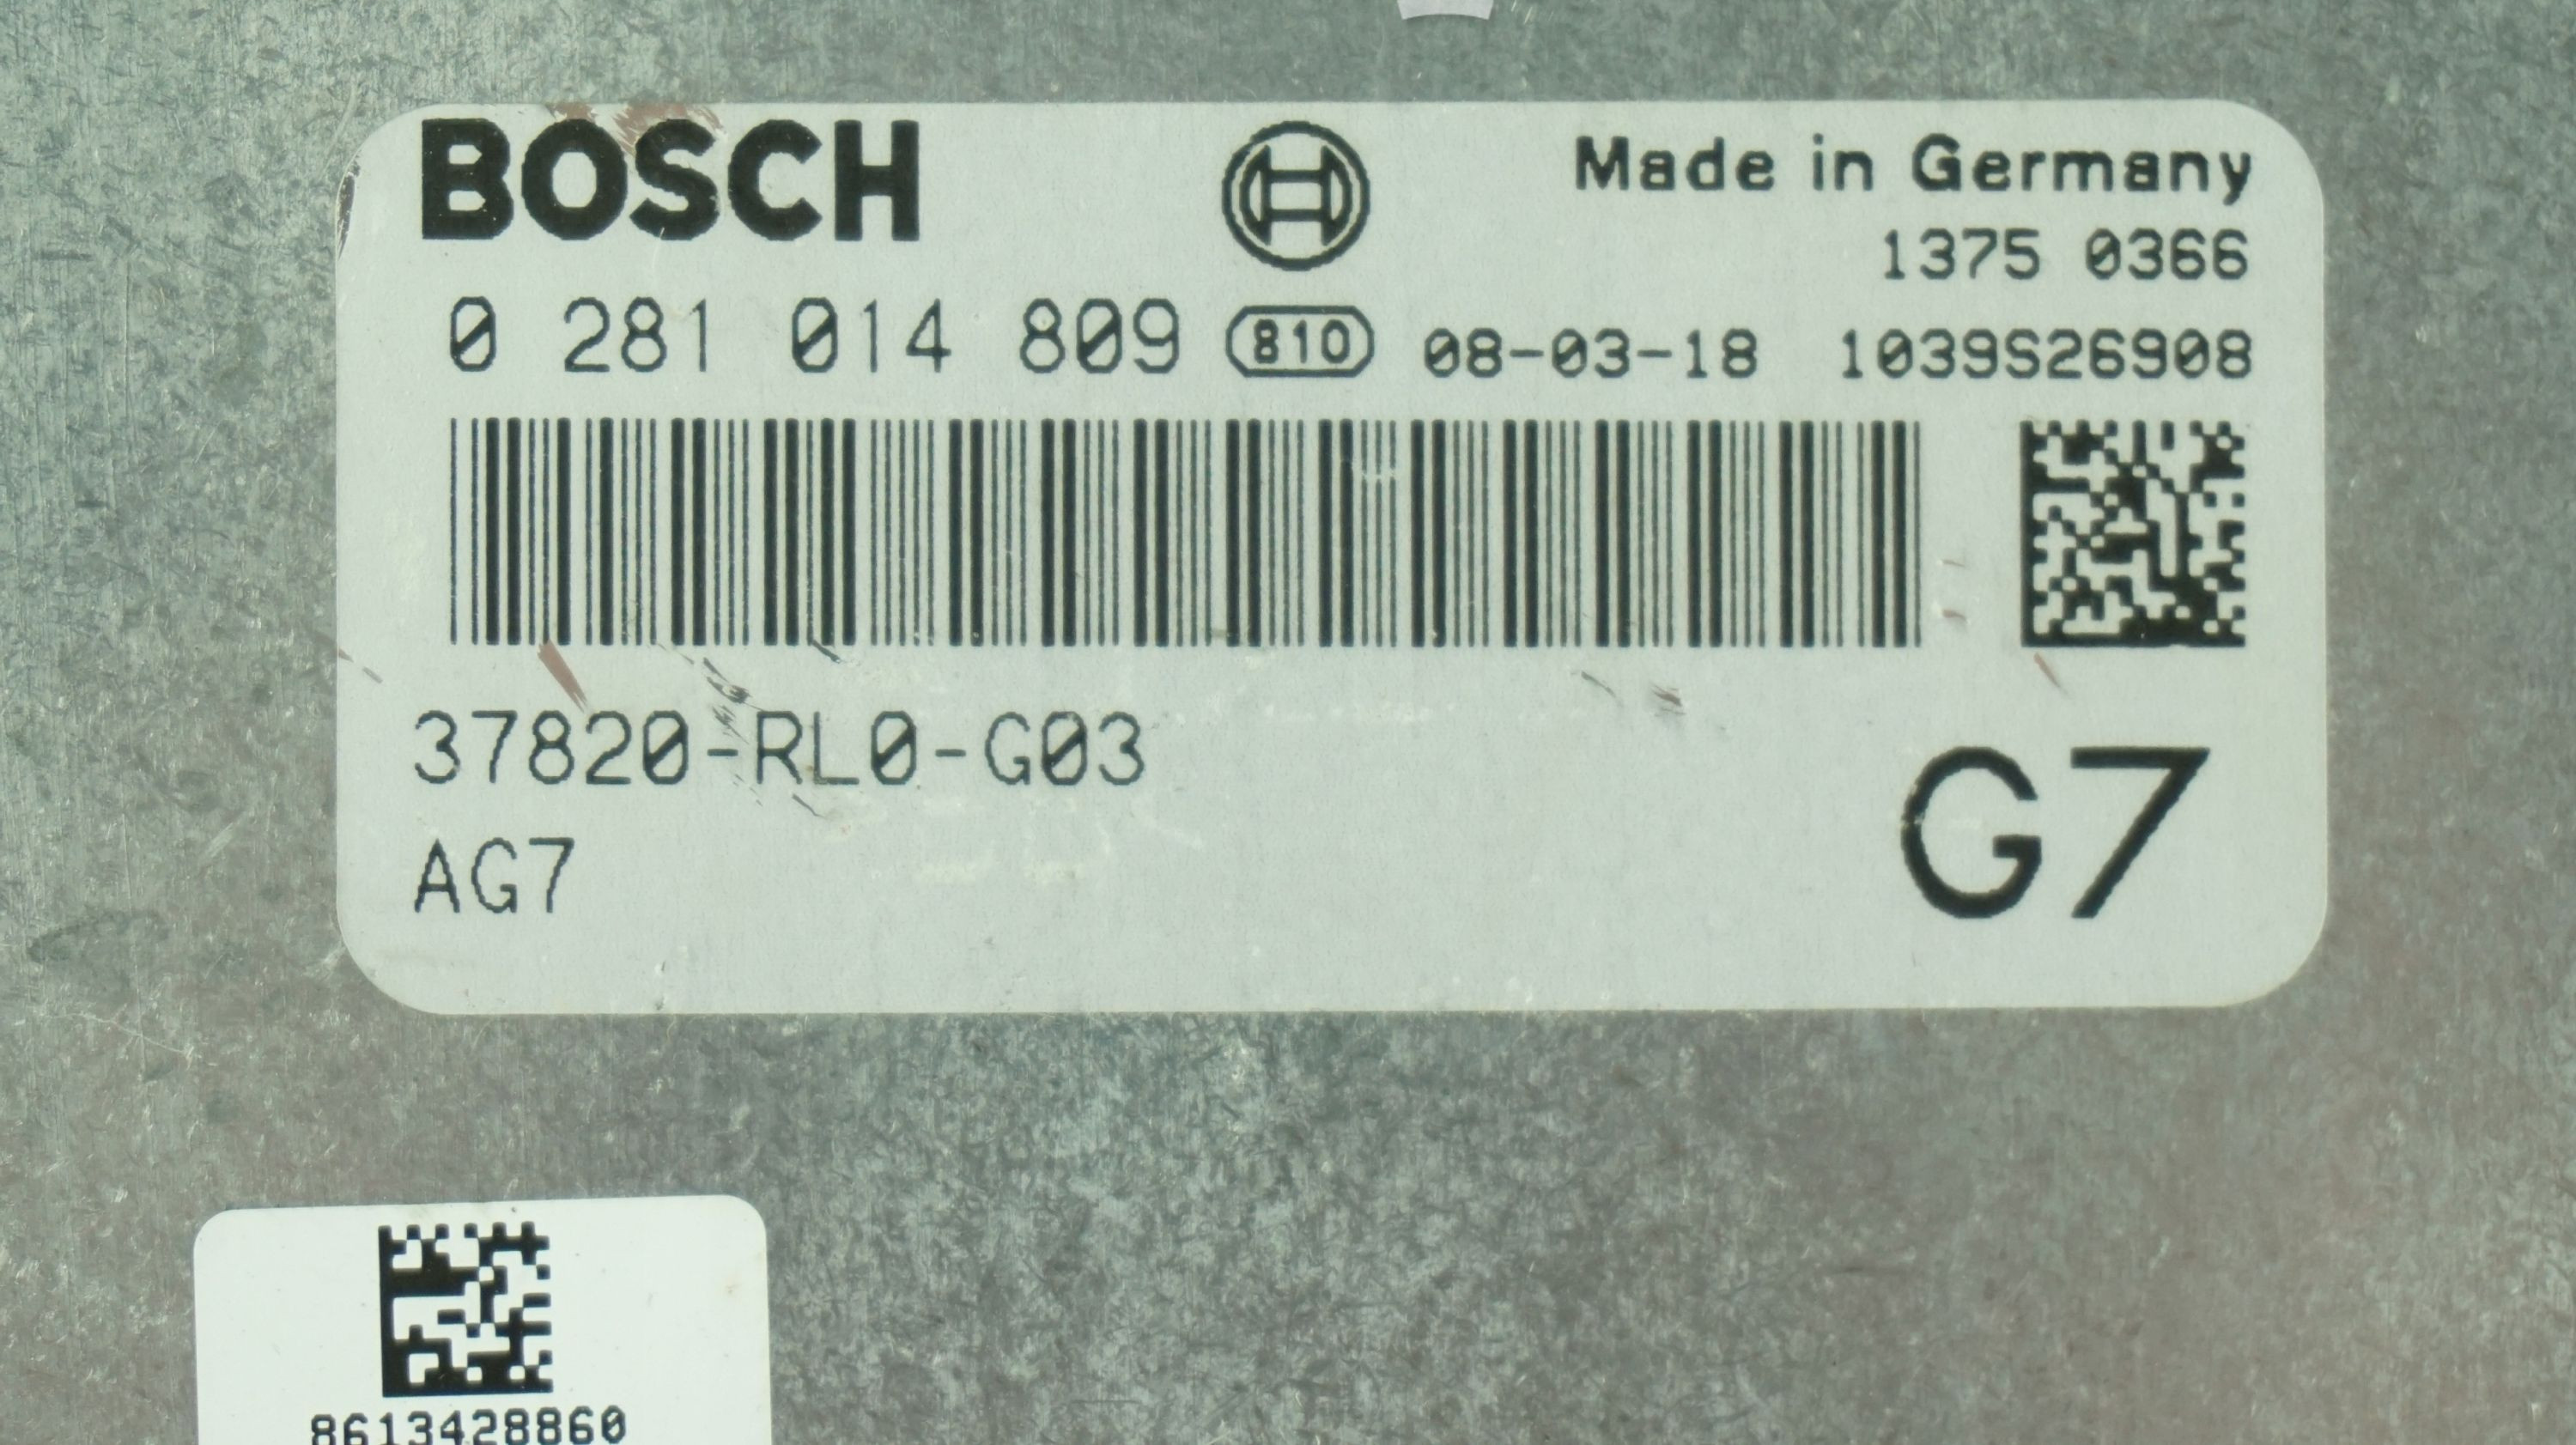 BOSCH
Made in Germany
1375 0366
0 281 014 809 810 08-03-18 1039S26908
37820-RL0-G03
AG7
G7
8613428860